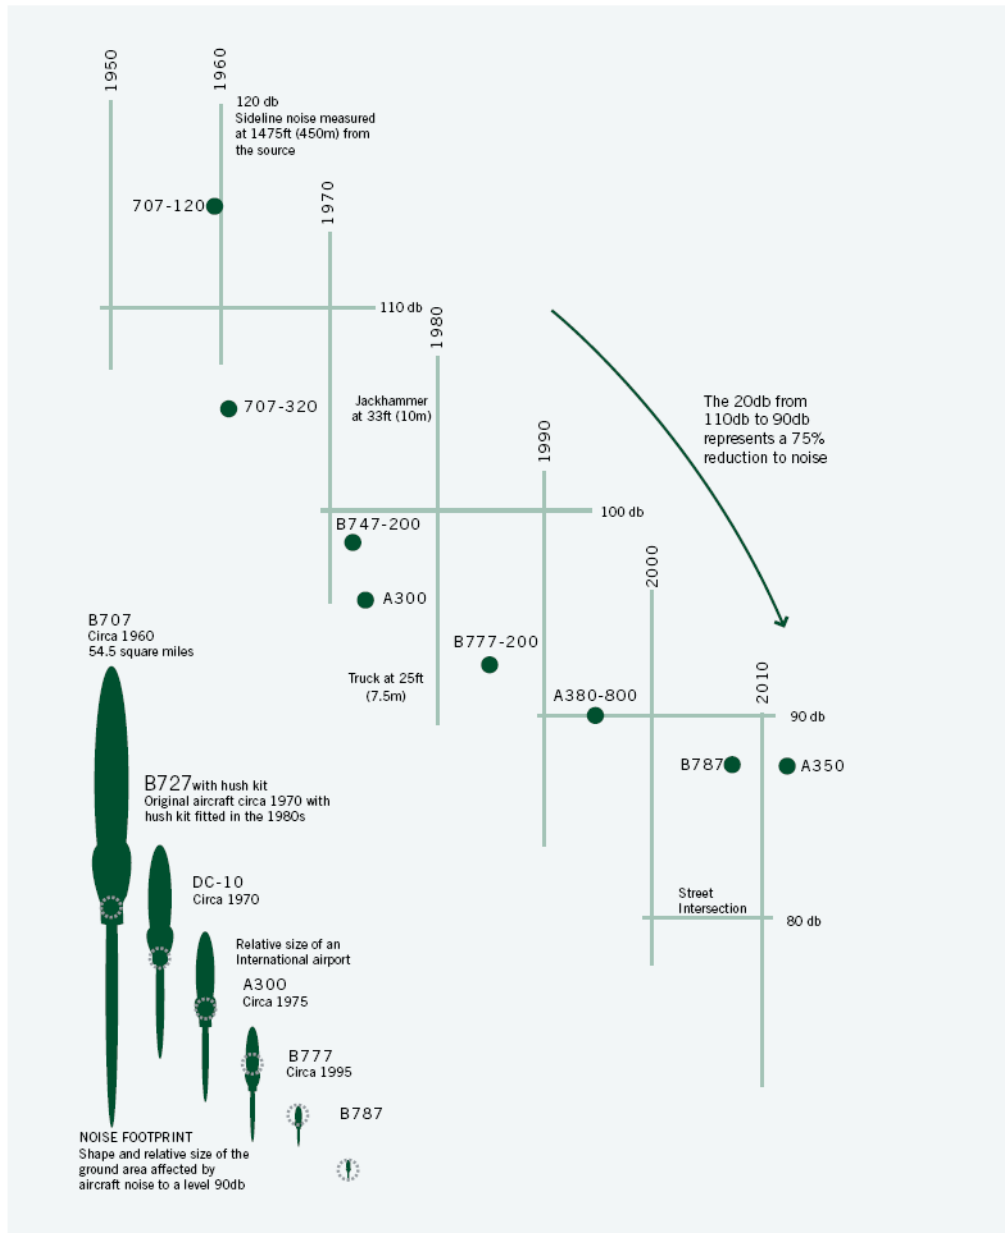 1950
1960
120 db
Sideline noise measured
at 1475ft (450m) from
the source
1970
707-120
110 db
1980
707-320
Jackhammer
at 33ft (10m)
The 20db from
110db to 90db
represents a 75%
reduction to noise
1990
100 db
B747-200
2000
A300
B777-200
Truck at 25ft
(7.5m)
A380-800
2010
90 db
B787
A350
Street
Intersection
80 db
B707
Circa 1960
54.5 square miles
B727 with hush kit
Original aircraft circa 1970 with
hush kit fitted in the 1980s
DC-10
Circa 1970
Relative size of an
International airport
A300
Circa 1975
B777
Circa 1995
B787
NOISE FOOTPRINT
Shape and relative size of the
ground area affected by
aircraft noise to a level 90db